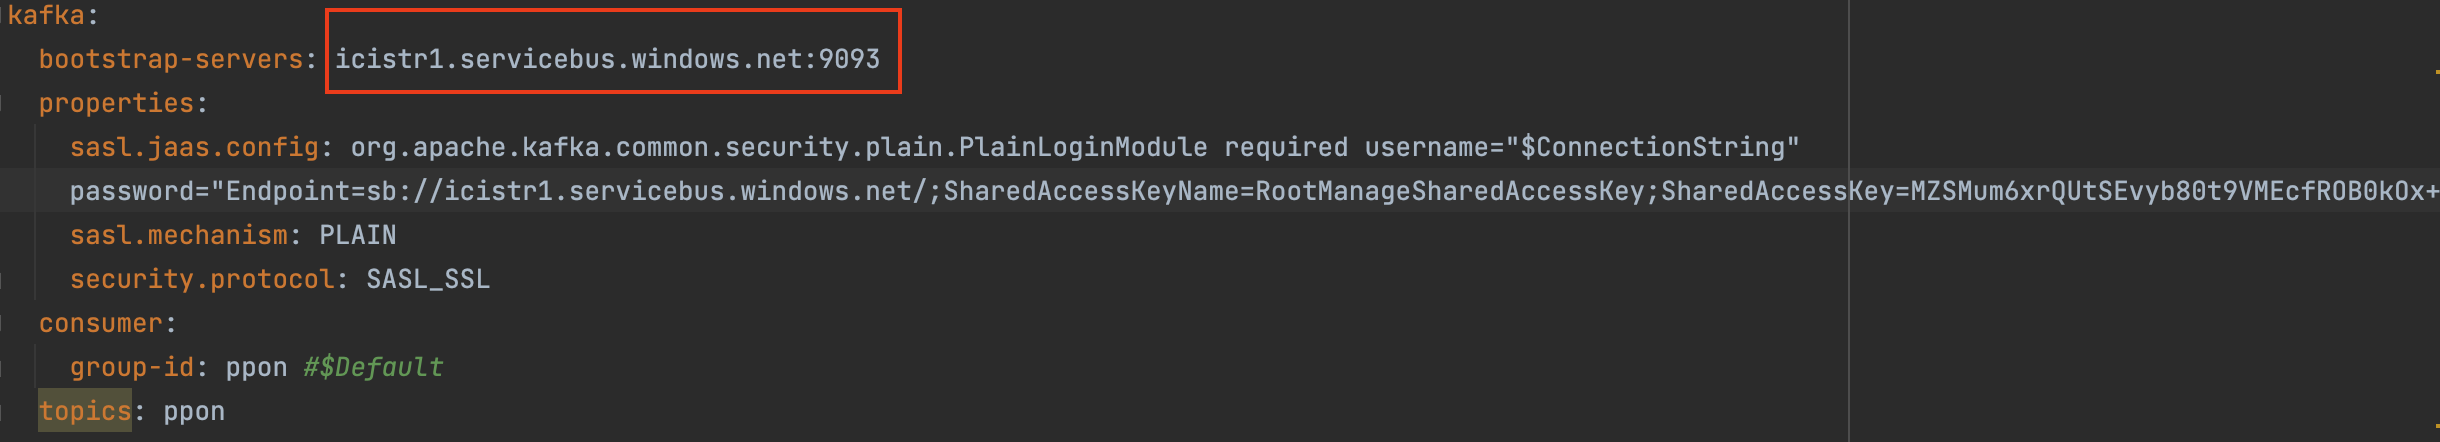 kafka:
bootstrap-servers: icistr1.servicebus.windows.net:9093
properties:
sasl.jaas.config: org.apache.kafka.common.security.plain.PlainLoginModule required username="$ConnectionString"
password="Endpoint=sb://icistr1.servicebus.windows.net/;SharedAccessKeyName=RootManageSharedAccessKey;SharedAccessKey=MZSMum6xrQUtSEvyb80t9VMEcfROB0kOx+
sasl.mechanism: PLAIN
security.protocol: SASL_SSL
consumer:
group-id: ppon #$Default
topics: ppon